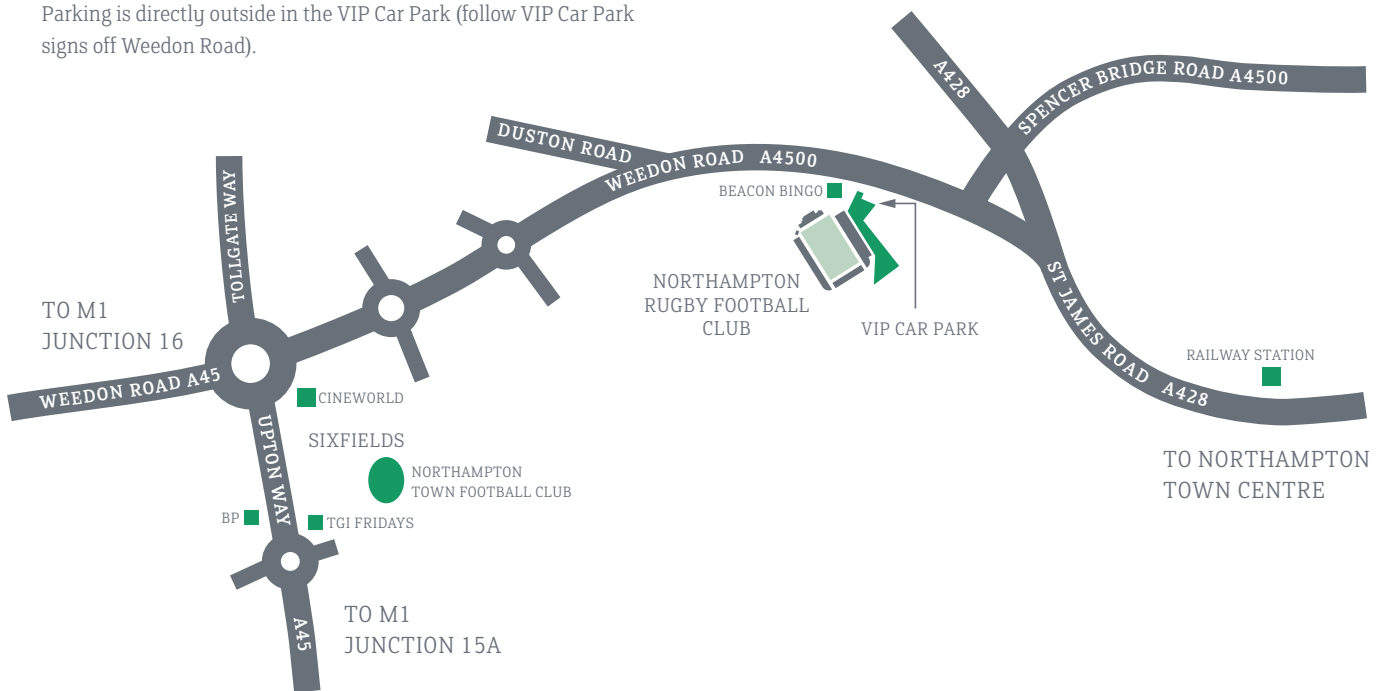 Parking is directly outside in the VIP Car Park (follow VIP Car Park
signs off Weedon Road).
A428
SPENCER BRIDGE ROAD A4500
DUSTON ROAD
WEEDON ROAD A4500
TOLLGATE WAY
BEACON BINGO
NORTHAMPTON
RUGBY FOOTBALL
CLUB
VIP CAR PARK
ST JAMES ROAD A428
RAILWAY STATION
TO M1
JUNCTION 16
WEEDON ROAD A45
CINEWORLD
UPTON WAY
SIXFIELDS
NORTHAMPTON
TOWN FOOTBALL CLUB
TO NORTHAMPTON
TOWN CENTRE
BP
TGI FRIDAYS
A45
TO M1
JUNCTION 15A